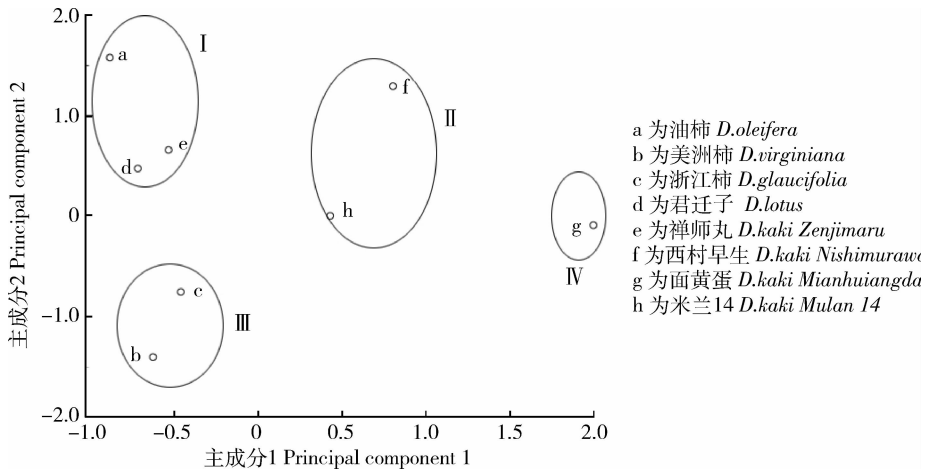 2.0
1.0
0
−1.0
−2.0
主成分2 Principal component 2
Ⅰ
a
e
d
Ⅱ
f
h
Ⅲ
c
b
Ⅳ
g
-1.0
-0.5
0
0.5
1.0
1.5
2.0
主成分1 Principal component 1
a 为油柿 D.oleifera
b 为美洲柿 D.virginiana
c 为浙江柿 D.glaucifolia
d 为君迁子 D.lotus
e 为禅师丸 D.kaki Zenjimaru
f 为西村早生 D.kaki Nishimurawa
g 为面黄蛋 D.kaki Mianhuiangda
h 为米兰14 D.kaki Mulan 14